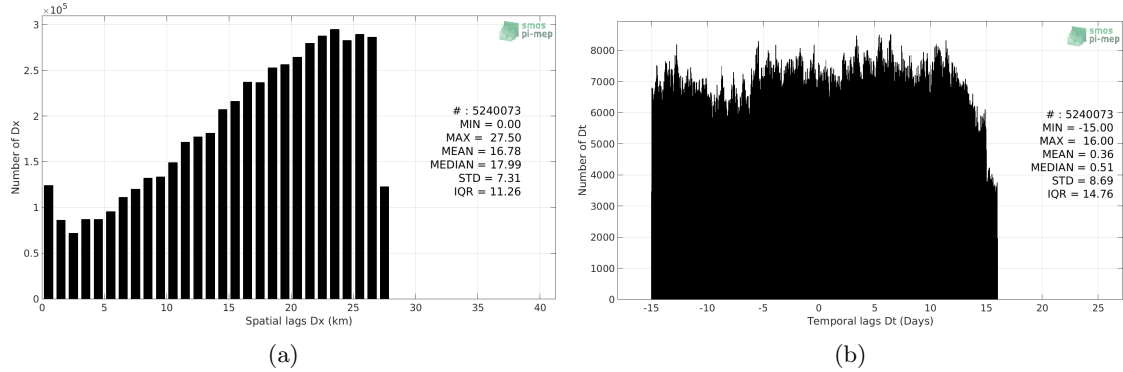 ×10⁵
3
2.5
2
1.5
1
0.5
0
0 5 10 15 20 25 30 35 40
Number of Dx
Spatial lags Dx (km)
smos
pi-mep
# : 5240073
MIN = 0.00
MAX = 27.50
MEAN = 16.78
MEDIAN = 17.99
STD = 7.31
IQR = 11.26
(a)
8000
7000
6000
5000
4000
3000
2000
1000
0
-15 -10 -5 0 5 10 15 20 25
Number of Dt
Temporal lags Dt (Days)
smos
pi-mep
# : 5240073
MIN = -15.00
MAX = 16.00
MEAN = 0.36
MEDIAN = 0.51
STD = 8.69
IQR = 14.76
(b)